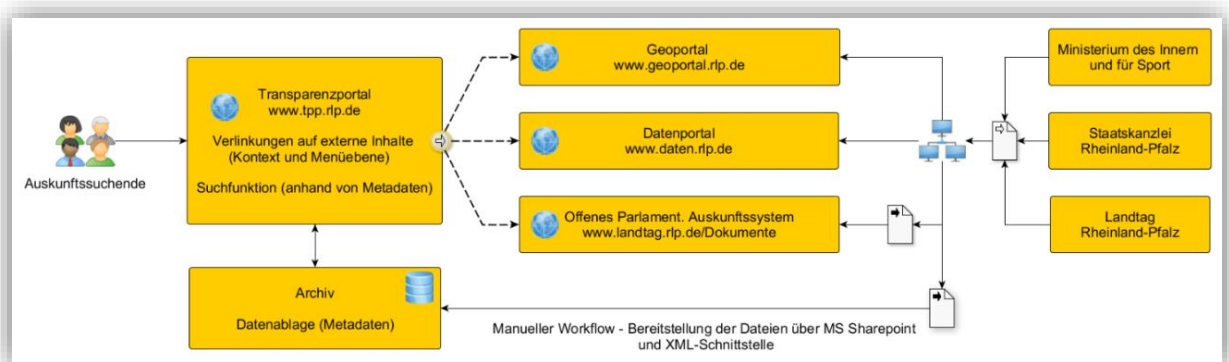 Auskunftssuchende
Transparenzportal
www.tpp.rlp.de
Verlinkungen auf externe Inhalte
(Kontext und Menüebene)
Suchfunktion (anhand von Metadaten)
Archiv
Datenablage (Metadaten)
Geoportal
www.geoportal.rlp.de
Datenportal
www.daten.rlp.de
Offenes Parlament. Auskunftssystem
www.landtag.rlp.de/Dokumente
Manueller Workflow - Bereitstellung der Dateien über MS Sharepoint
und XML-Schnittstelle
Ministerium des Innern
und für Sport
Staatskanzlei
Rheinland-Pfalz
Landtag
Rheinland-Pfalz